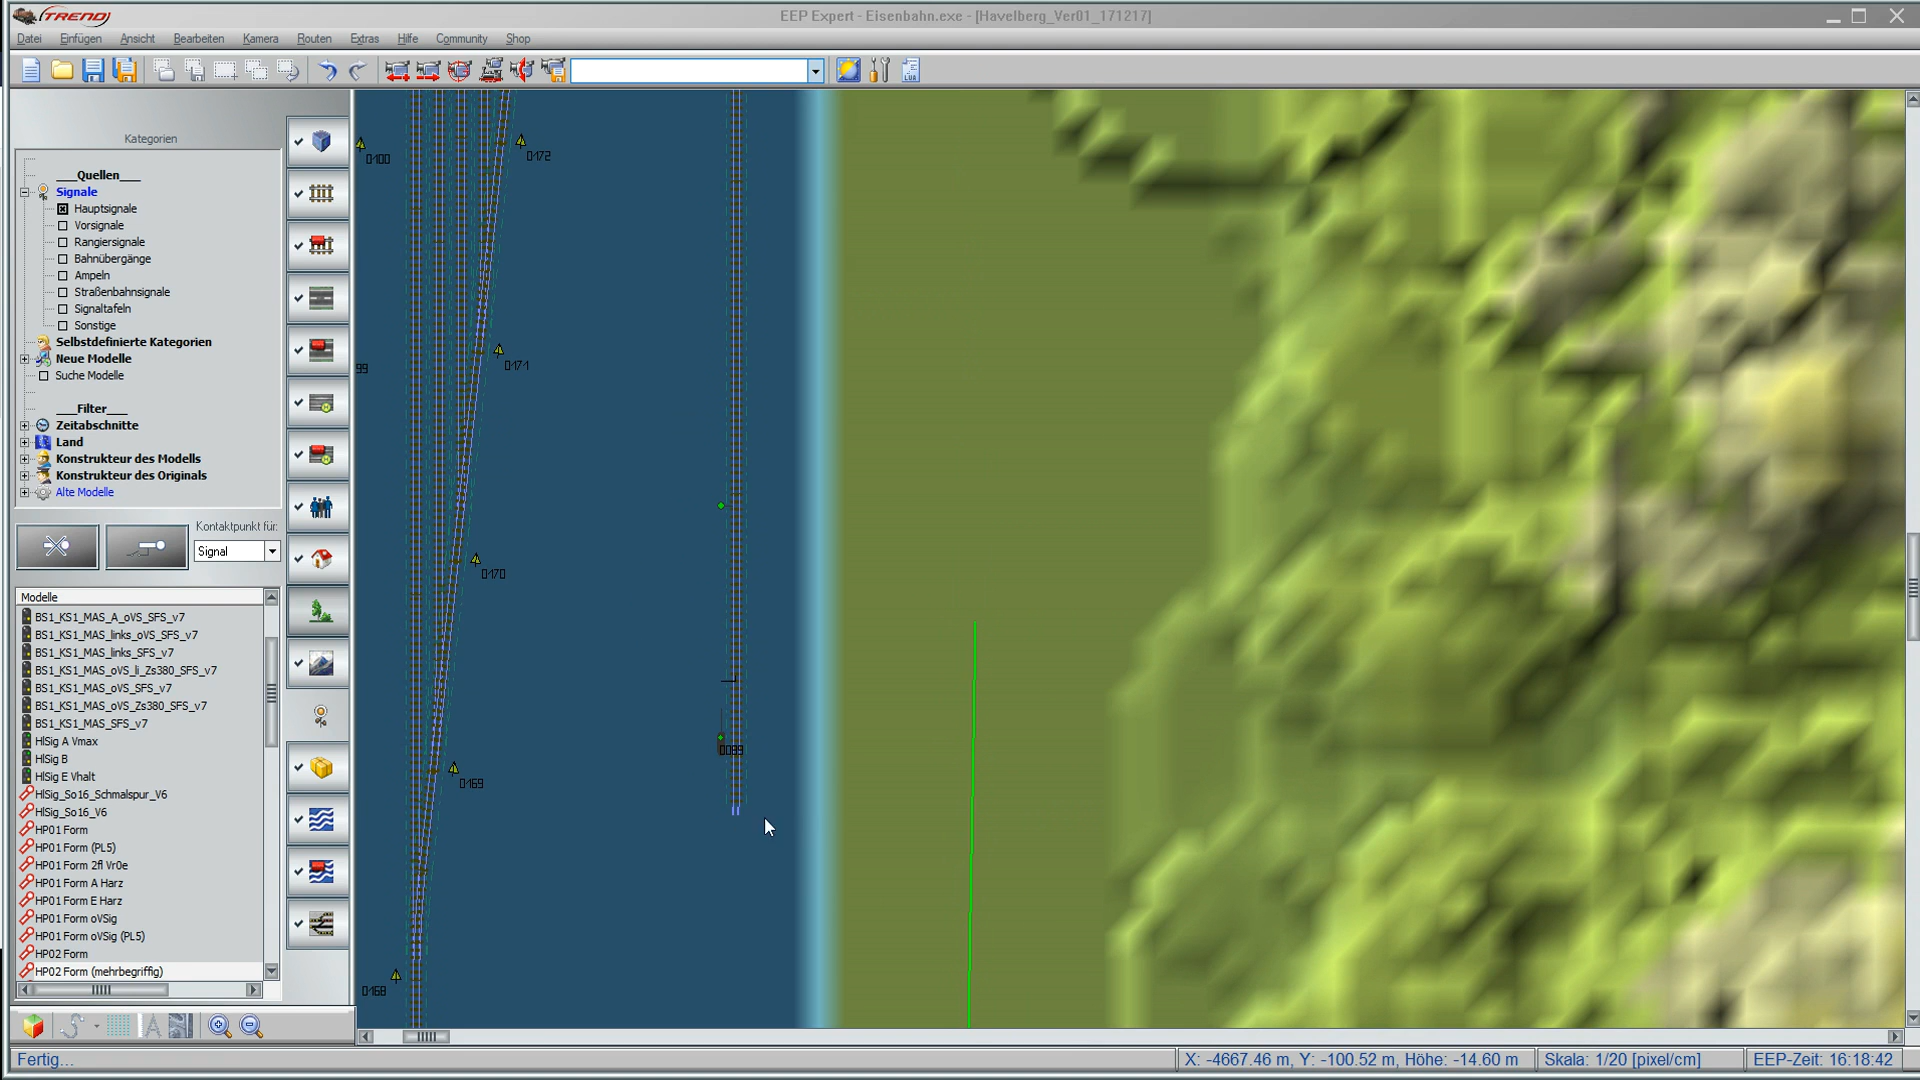 TREND
EEP Expert - Eisenbahn.exe - [Havelberg_Ver01_171217]
Datei Einfügen Ansicht Bearbeiten Kamera Routen Extras Hilfe Community Shop
LUA
Kategorien
___Quellen___
Signale
Hauptsignale
Vorsignale
Rangiersignale
Bahnübergänge
Ampeln
Straßenbahnsignale
Signaltafeln
Sonstige
Selbstdefinierte Kategorien
Neue Modelle
Suche Modelle
___Filter___
Zeitabschnitte
Land
Konstrukteur des Modells
Konstrukteur des Originals
Alte Modelle
Kontaktpunkt für:
Signal
Modelle
BS1_KS1_MAS_A_oVS_SFS_v7
BS1_KS1_MAS_links_oVS_SFS_v7
BS1_KS1_MAS_links_SFS_v7
BS1_KS1_MAS_oVS_li_Zs380_SFS_v7
BS1_KS1_MAS_oVS_SFS_v7
BS1_KS1_MAS_oVS_Zs380_SFS_v7
BS1_KS1_MAS_SFS_v7
HlSig A Vmax
HlSig B
HlSig E Vhalt
HlSig_So16_Schmalspur_V6
HlSig_So16_V6
HP01 Form
HP01 Form (PL5)
HP01 Form 2fl Vr0e
HP01 Form A Harz
HP01 Form E Harz
HP01 Form oVSig
HP01 Form oVSig (PL5)
HP02 Form
HP02 Form (mehrbegriffig)
0100
0172
99
0171
0170
0089
0169
0168
Fertig...
X: -4667.46 m, Y: -100.52 m, Höhe: -14.60 m
Skala: 1/20 [pixel/cm]
EEP-Zeit: 16:18:42